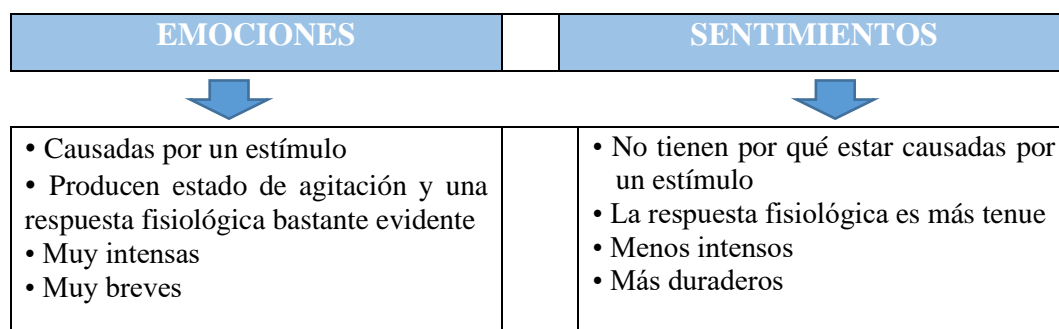 EMOCIONES
SENTIMIENTOS
• Causadas por un estímulo
• Producen estado de agitación y una
respuesta fisiológica bastante evidente
• Muy intensas
• Muy breves
• No tienen por qué estar causadas por
un estímulo
• La respuesta fisiológica es más tenue
• Menos intensos
• Más duraderos